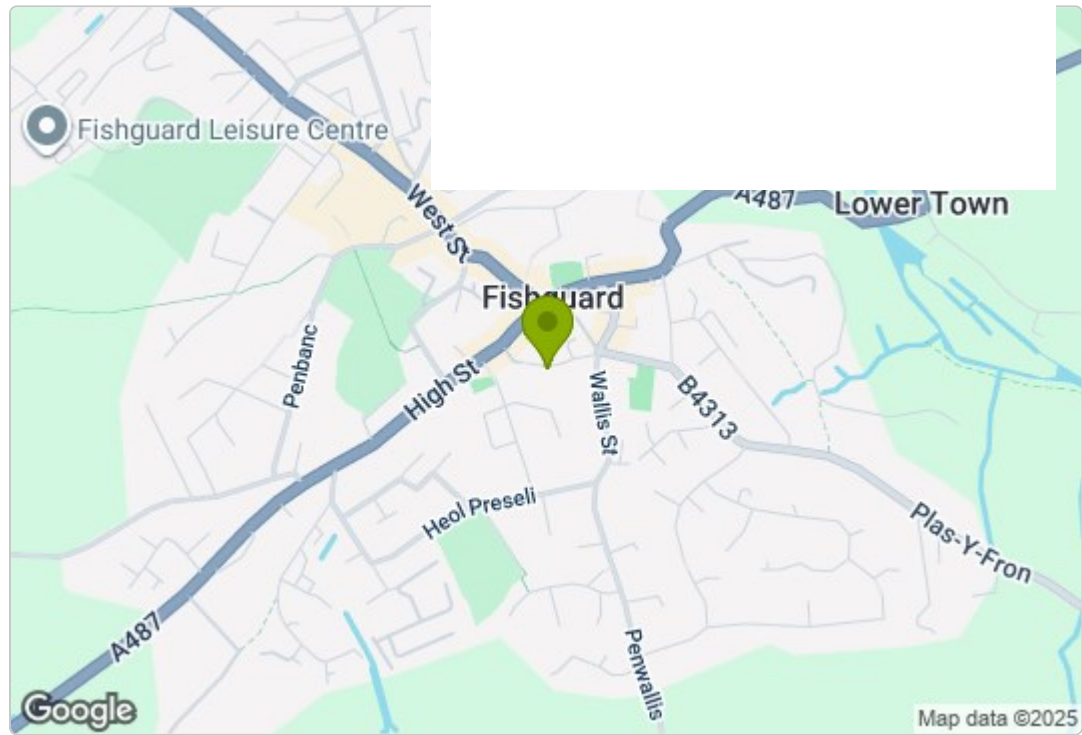 Fishguard Leisure Centre
West St
A487
Lower Town
Fishguard
Penbanc
High St
Wallis St
B4313
Heol Preseli
Plas-Y-Fron
A487
Penwallis
Google
Map data ©2025